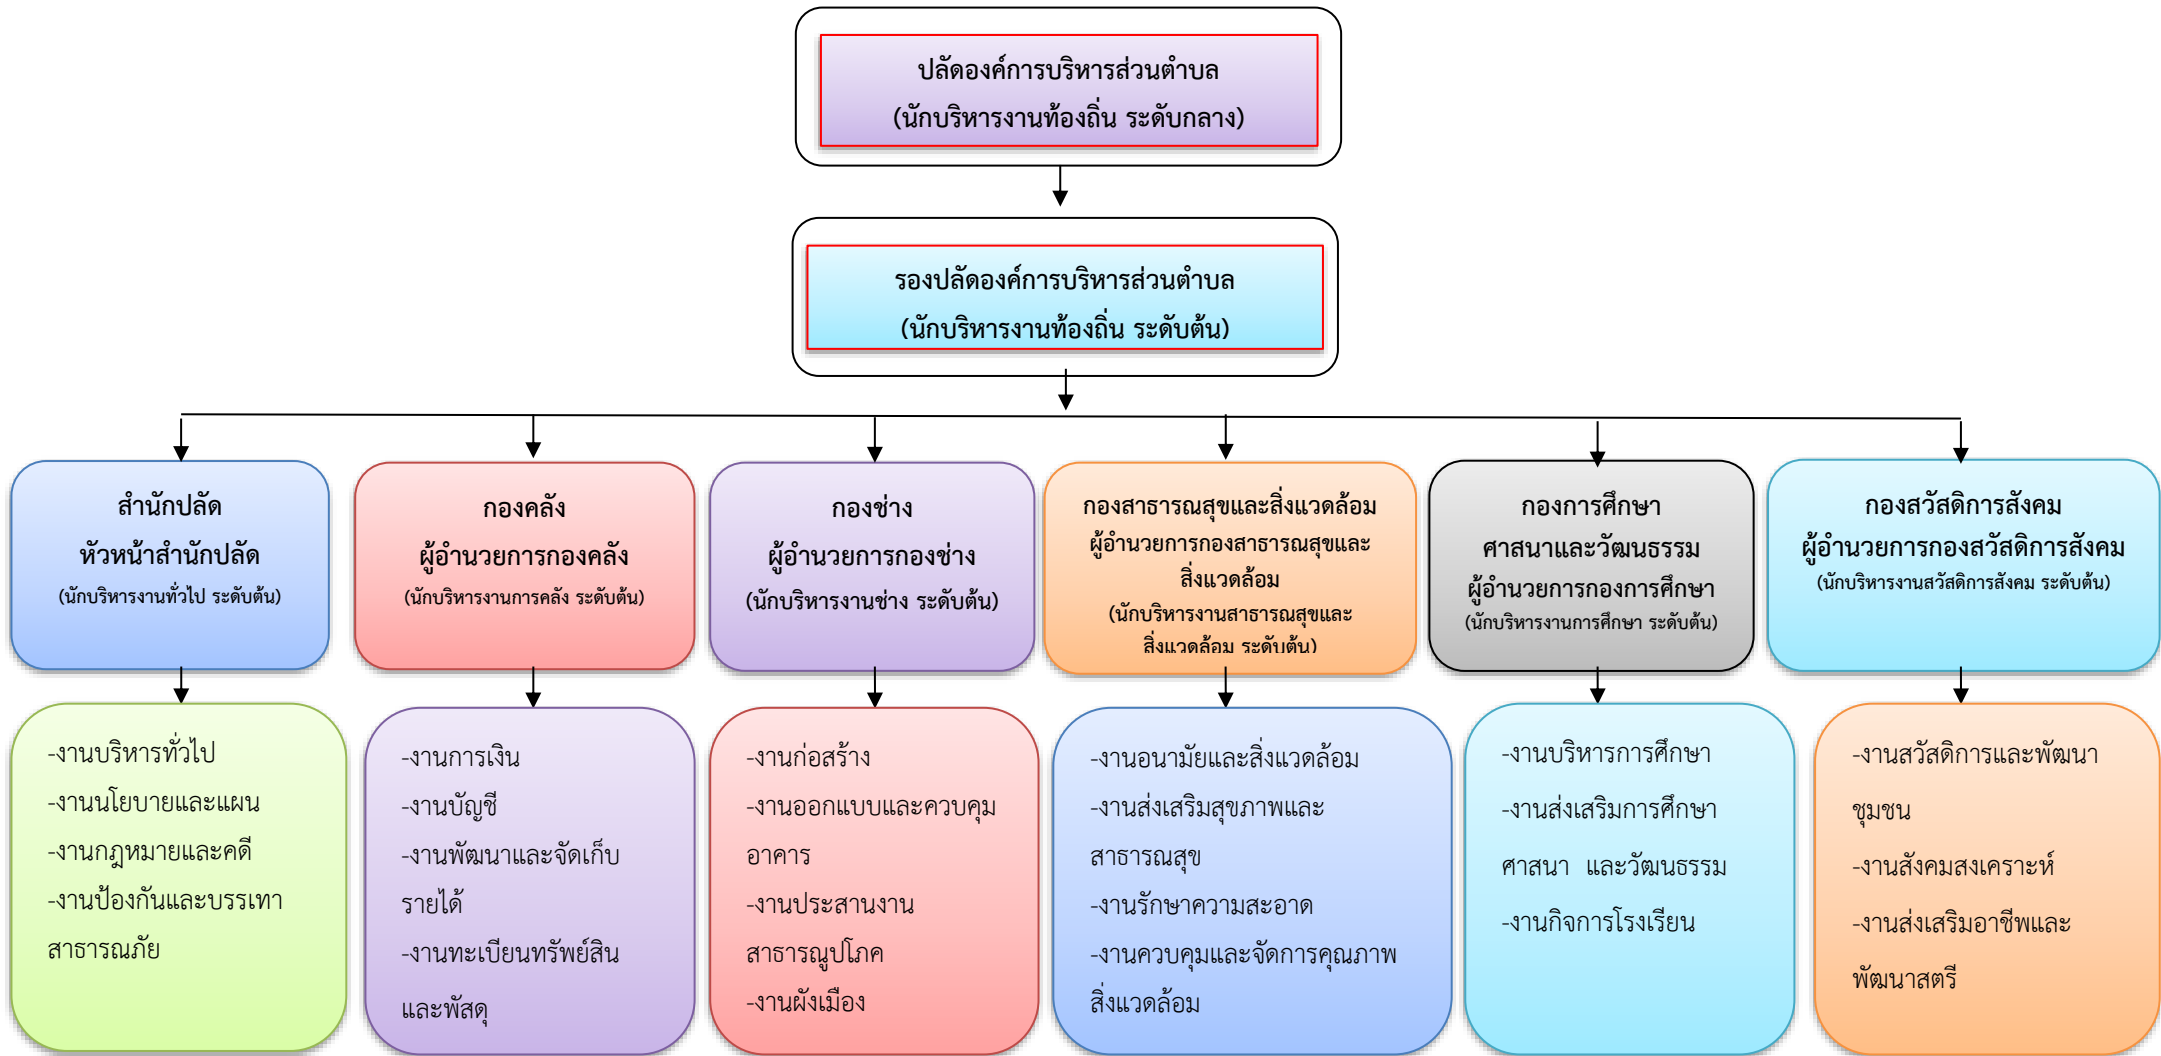 ปลัดองค์การบริหารส่วนตำบล
(นักบริหารงานท้องถิ่น ระดับกลาง)
รองปลัดองค์การบริหารส่วนตำบล
(นักบริหารงานท้องถิ่น ระดับต้น)
สำนักปลัด
หัวหน้าสำนักปลัด
(นักบริหารงานทั่วไป ระดับต้น)
กองคลัง
ผู้อำนวยการกองคลัง
(นักบริหารงานการคลัง ระดับต้น)
กองช่าง
ผู้อำนวยการกองช่าง
(นักบริหารงานช่าง ระดับต้น)
กองสาธารณสุขและสิ่งแวดล้อม
ผู้อำนวยการกองสาธารณสุขและ
สิ่งแวดล้อม
(นักบริหารงานสาธารณสุขและ
สิ่งแวดล้อม ระดับต้น)
กองการศึกษา
ศาสนาและวัฒนธรรม
ผู้อำนวยการกองการศึกษา
(นักบริหารงานการศึกษา ระดับต้น)
กองสวัสดิการสังคม
ผู้อำนวยการกองสวัสดิการสังคม
(นักบริหารงานสวัสดิการสังคม ระดับต้น)
-งานบริหารทั่วไป
-งานนโยบายและแผน
-งานกฎหมายและคดี
-งานป้องกันและบรรเทา
สาธารณภัย
-งานการเงิน
-งานบัญชี
-งานพัฒนาและจัดเก็บ
รายได้
-งานทะเบียนทรัพย์สิน
และพัสดุ
-งานก่อสร้าง
-งานออกแบบและควบคุม
อาคาร
-งานประสานงาน
สาธารณูปโภค
-งานผังเมือง
-งานอนามัยและสิ่งแวดล้อม
-งานส่งเสริมสุขภาพและ
สาธารณสุข
-งานรักษาความสะอาด
-งานควบคุมและจัดการคุณภาพ
สิ่งแวดล้อม
-งานบริหารการศึกษา
-งานส่งเสริมการศึกษา
ศาสนา และวัฒนธรรม
-งานกิจการโรงเรียน
-งานสวัสดิการและพัฒนา
ชุมชน
-งานสังคมสงเคราะห์
-งานส่งเสริมอาชีพและ
พัฒนาสตรี